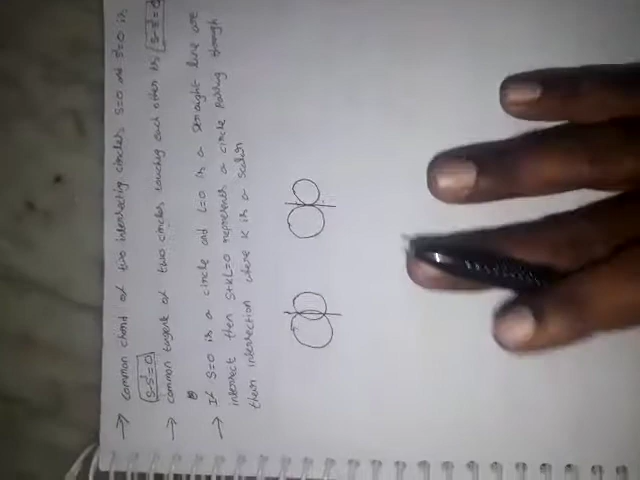 → common chord of two intersecting circles S=0 and S'=0 is
S-S'=0
→ common tangent of two circles touching each other is S-S'=0
→ If S=0 is a circle and L=0 is a straight line are
intersect then S+KL=0 represents a circle Passing through
their intersection where K is a scalar